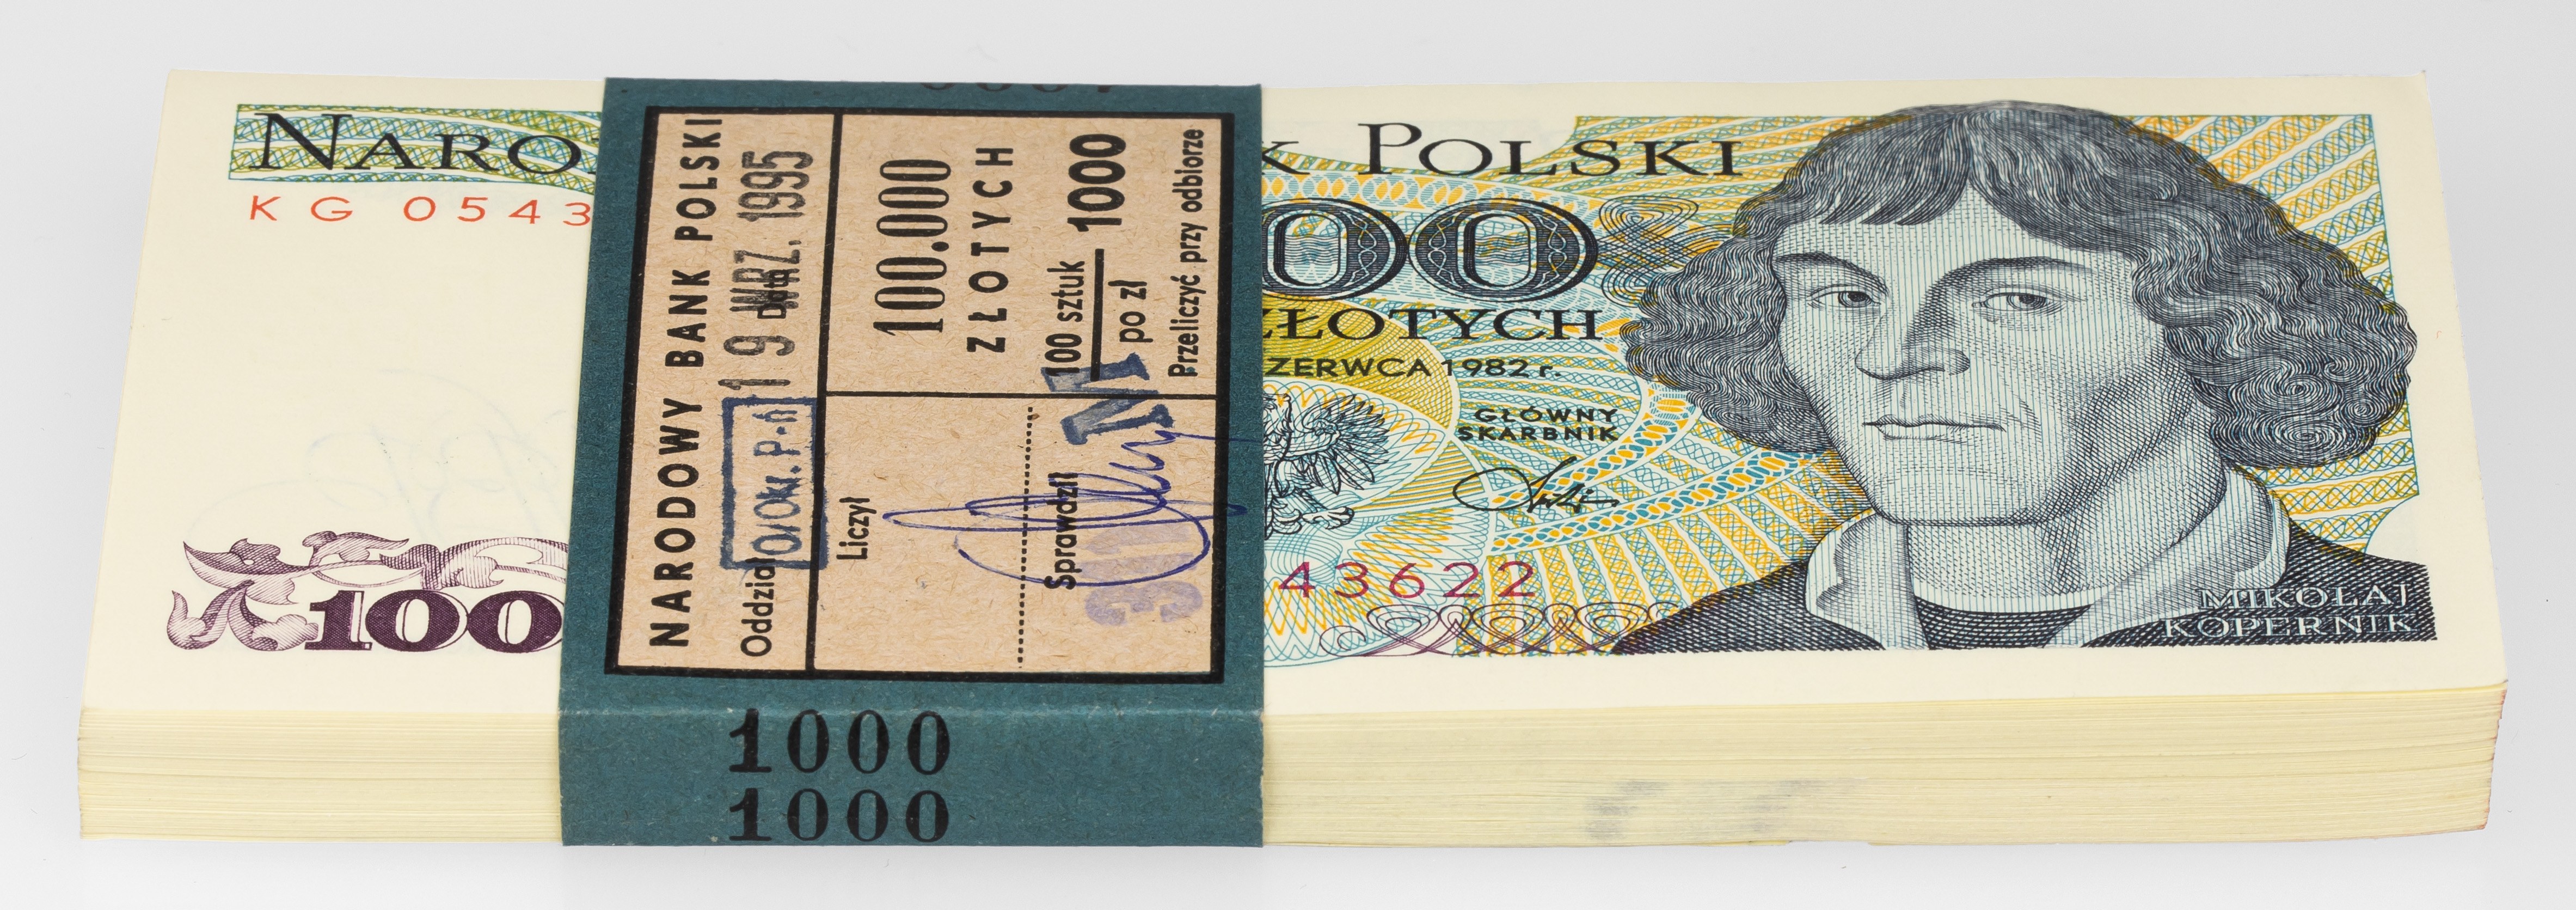 NARO
K POLSKI
KG 0543
00
ZŁOTYCH
ZERWCA 1982 r.
GŁÓWNY
SKARBNIK
43622
MIKOŁAJ
KOPERNIK
100
NARODOWY BANK POLSKI
Oddział
19 WRZ. 1995
100.000
ZŁOTYCH
100 sztuk
po zł 1000
Przeliczyć przy odbiorze
Liczył
Sprawdził
1000
1000